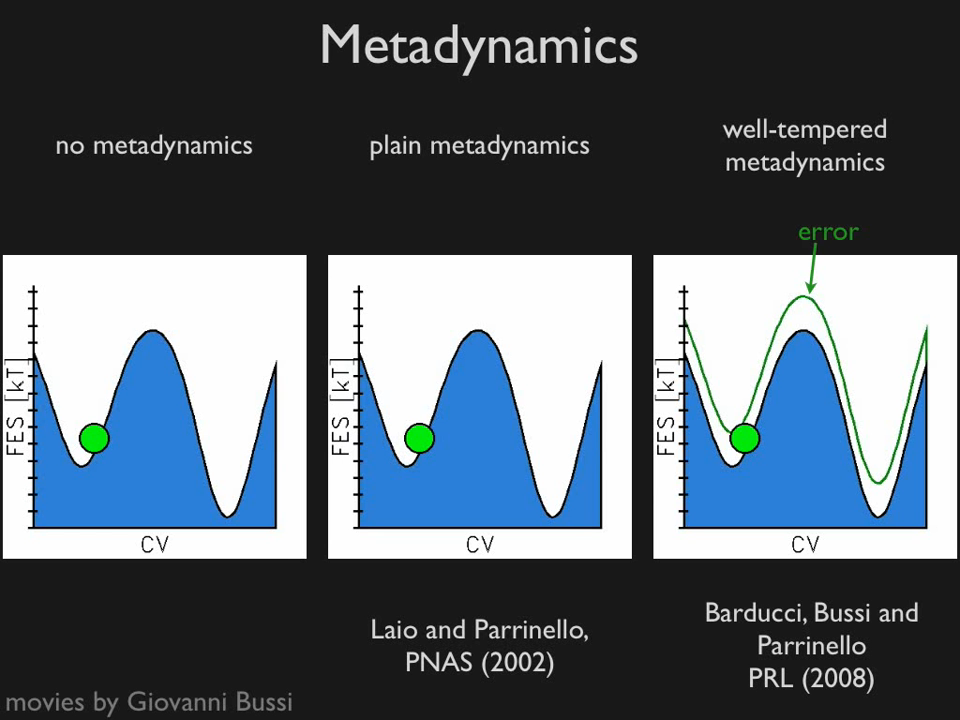 Metadynamics
no metadynamics
plain metadynamics
well-tempered
metadynamics
error
FES [kT]
CV
FES [kT]
CV
FES [kT]
CV
Laio and Parrinello,
PNAS (2002)
Barducci, Bussi and
Parrinello
PRL (2008)
movies by Giovanni Bussi